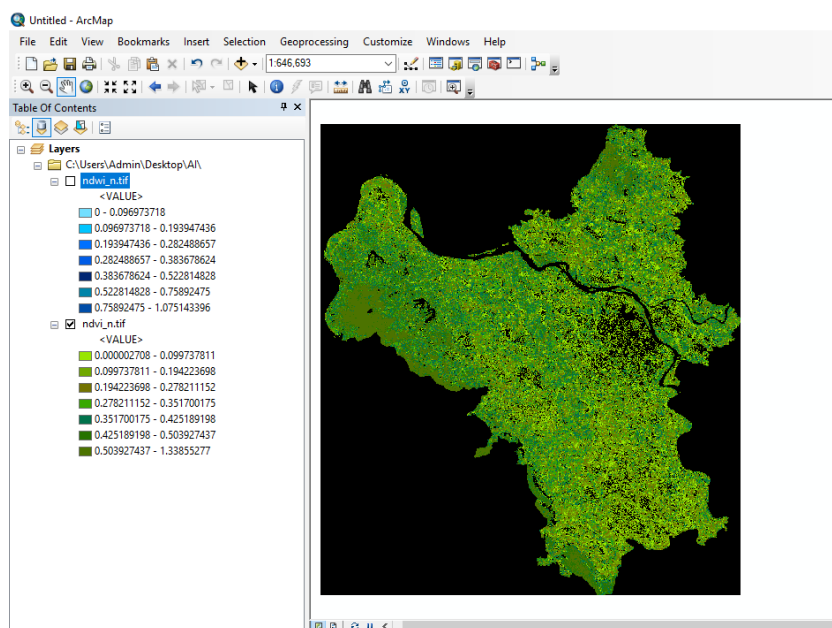 Untitled - ArcMap
File Edit View Bookmarks Insert Selection Geoprocessing Customize Windows Help
1:646,693
Table Of Contents
Layers
C:\Users\Admin\Desktop\AI\
ndwi_n.tif
<VALUE>
0 - 0.096973718
0.096973718 - 0.193947436
0.193947436 - 0.282488657
0.282488657 - 0.383678624
0.383678624 - 0.522814828
0.522814828 - 0.75892475
0.75892475 - 1.075143396
ndvi_n.tif
<VALUE>
0.000002708 - 0.099737811
0.099737811 - 0.194223698
0.194223698 - 0.278211152
0.278211152 - 0.351700175
0.351700175 - 0.425189198
0.425189198 - 0.503927437
0.503927437 - 1.33855277